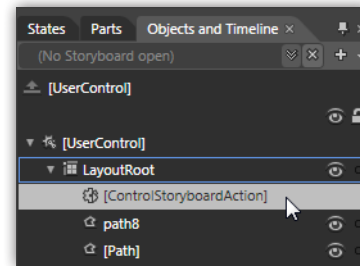 States Parts Objects and Timeline ×
(No Storyboard open)
[UserControl]
[UserControl]
LayoutRoot
[ControlStoryboardAction]
path8
[Path]